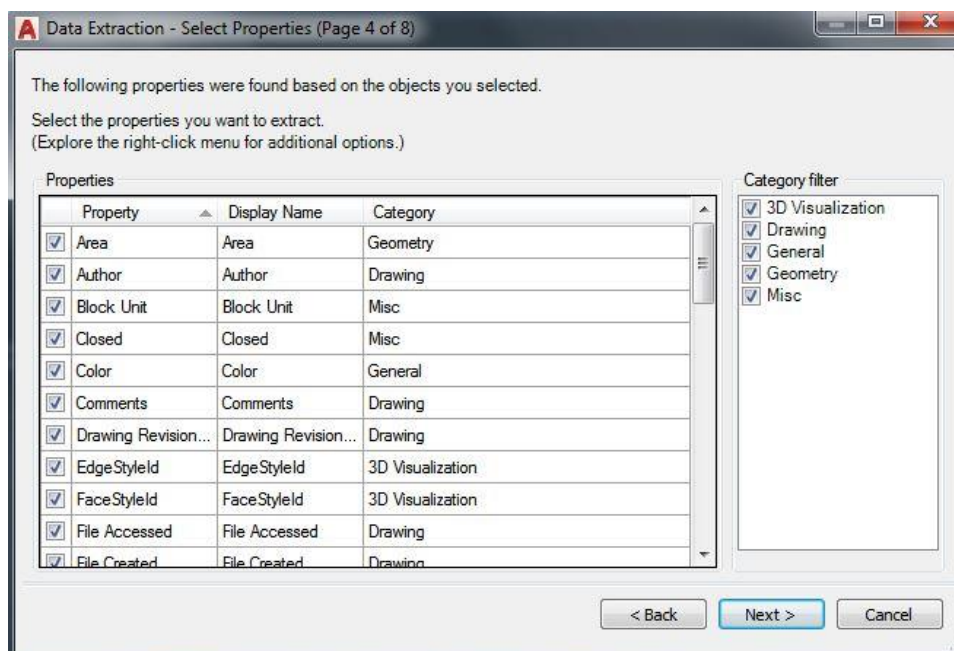 Data Extraction - Select Properties (Page 4 of 8)
The following properties were found based on the objects you selected.
Select the properties you want to extract.
(Explore the right-click menu for additional options.)
Properties
Property Display Name Category
Area Area Geometry
Author Author Drawing
Block Unit Block Unit Misc
Closed Closed Misc
Color Color General
Comments Comments Drawing
Drawing Revision... Drawing Revision... Drawing
EdgeStyleId EdgeStyleId 3D Visualization
FaceStyleId FaceStyleId 3D Visualization
File Accessed File Accessed Drawing
File Created File Created Drawing
Category filter
3D Visualization
Drawing
General
Geometry
Misc
< Back Next > Cancel